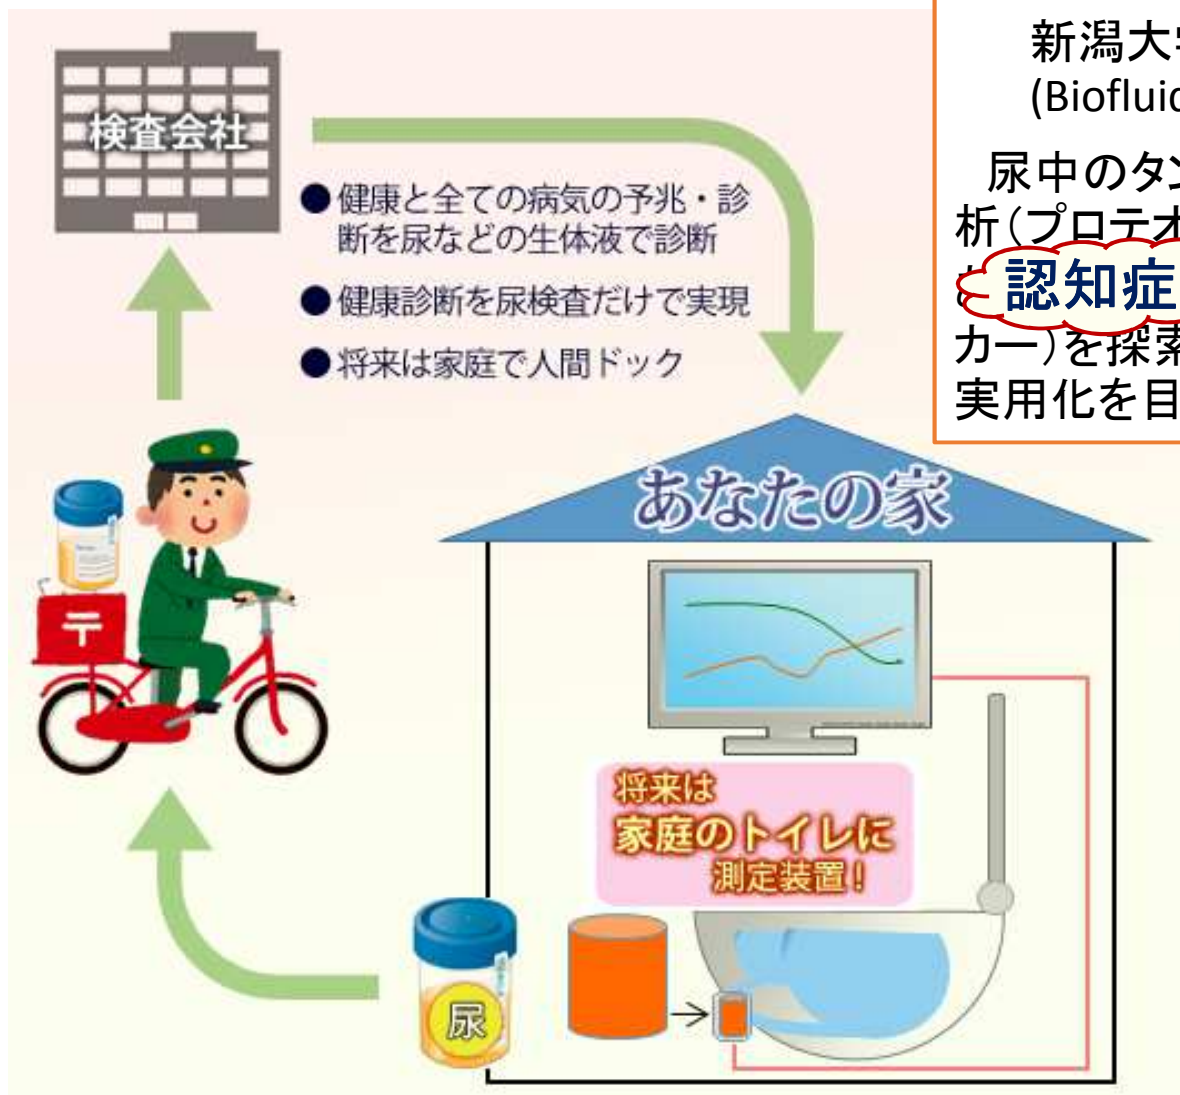 検査会社
● 健康と全ての病気の予兆・診
断を尿などの生体液で診断
● 健康診断を尿検査だけで実現
● 将来は家庭で人間ドック
新潟大
(Biofluid
尿中のタン
析(プロテオ
認知症
カー)を探索
実用化を目
あなたの家
将来は
家庭のトイレに
測定装置!
尿
〒